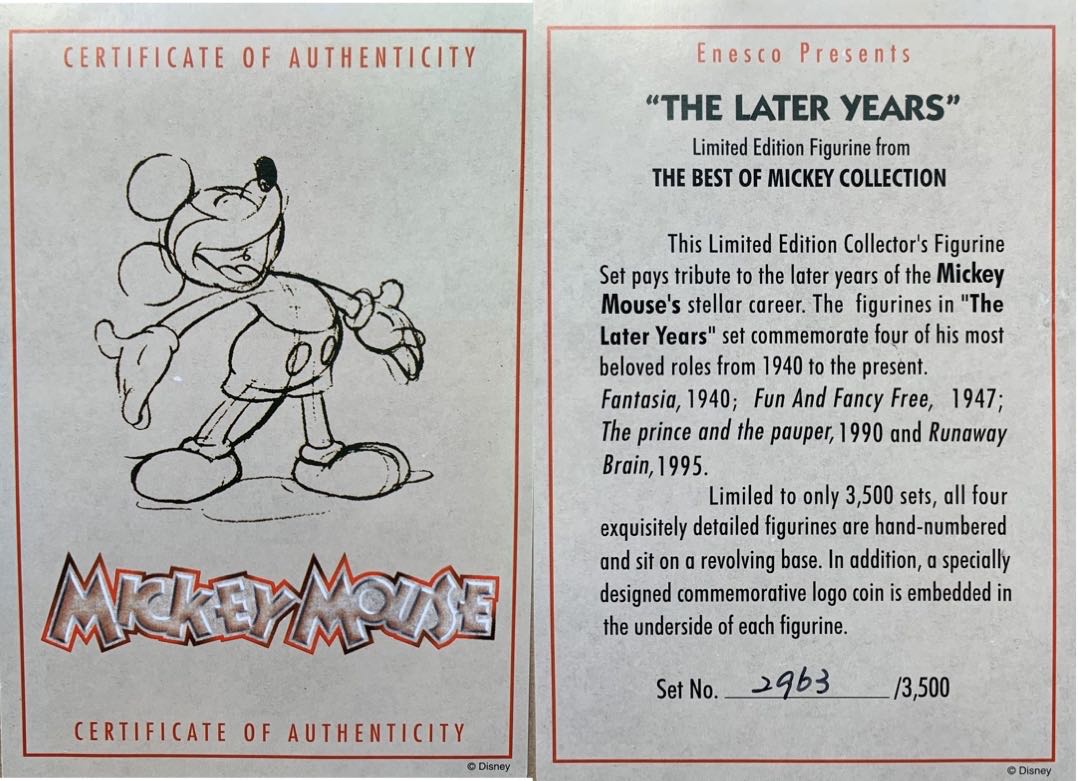 CERTIFICATE OF AUTHENTICITY
MICKEY MOUSE
CERTIFICATE OF AUTHENTICITY
© Disney
Enesco Presents
“THE LATER YEARS”
Limited Edition Figurine from
THE BEST OF MICKEY COLLECTION
This Limited Edition Collector's Figurine
Set pays tribute to the later years of the Mickey
Mouse's stellar career. The figurines in "The
Later Years" set commemorate four of his most
beloved roles from 1940 to the present.
Fantasia, 1940; Fun And Fancy Free, 1947;
The prince and the pauper, 1990 and Runaway
Brain, 1995.
Limiled to only 3,500 sets, all four
exquisitely detailed figurines are hand-numbered
and sit on a revolving base. In addition, a specially
designed commemorative logo coin is embedded in
the underside of each figurine.
Set No. 2963 /3,500
© Disney